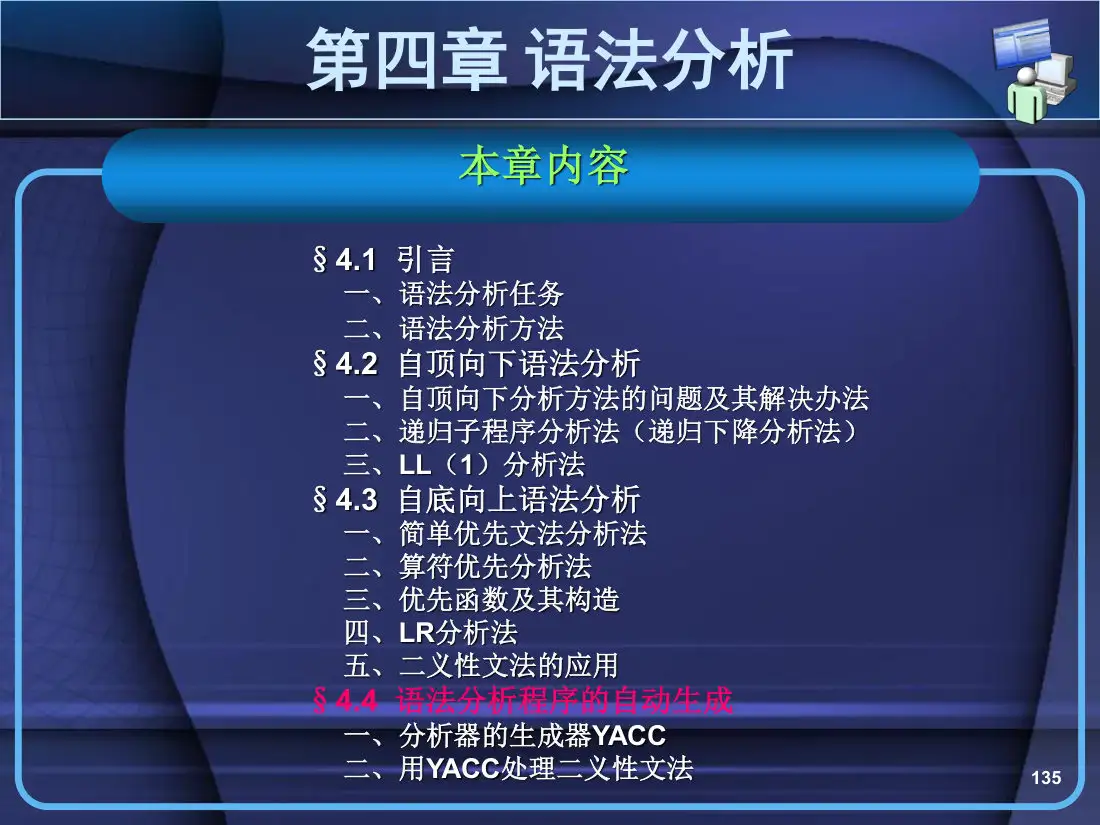 第四章 语法分析
本章内容
§4.1 引言
一、语法分析任务
二、语法分析方法
§4.2 自顶向下语法分析
一、自顶向下分析方法的问题及其解决办法
二、递归子程序分析法（递归下降分析法）
三、LL（1）分析法
§4.3 自底向上语法分析
一、简单优先文法分析法
二、算符优先分析法
三、优先函数及其构造
四、LR分析法
五、二义性文法的应用
§4.4 语法分析程序的自动生成
一、分析器的生成器YACC
二、用YACC处理二义性文法
135